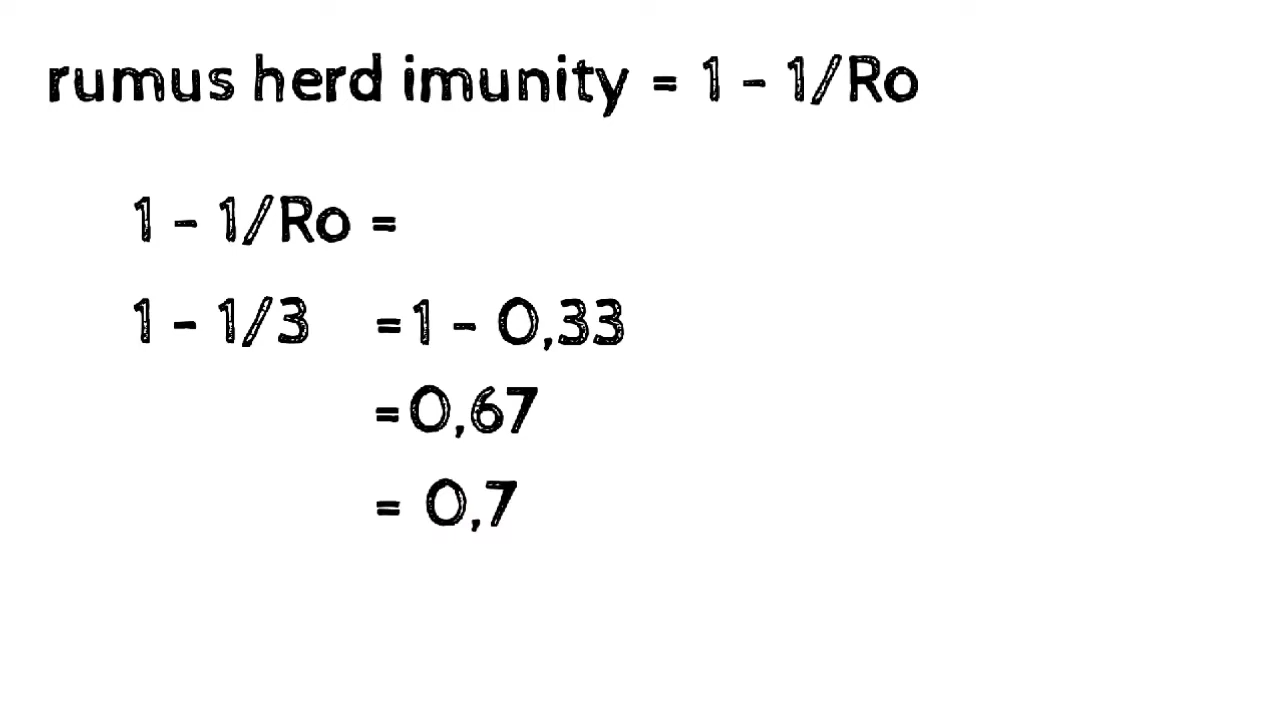 rumus herd imunity = 1 - 1/Ro
1 - 1/Ro =
1 - 1/3 = 1 - 0,33
= 0,67
= 0,7